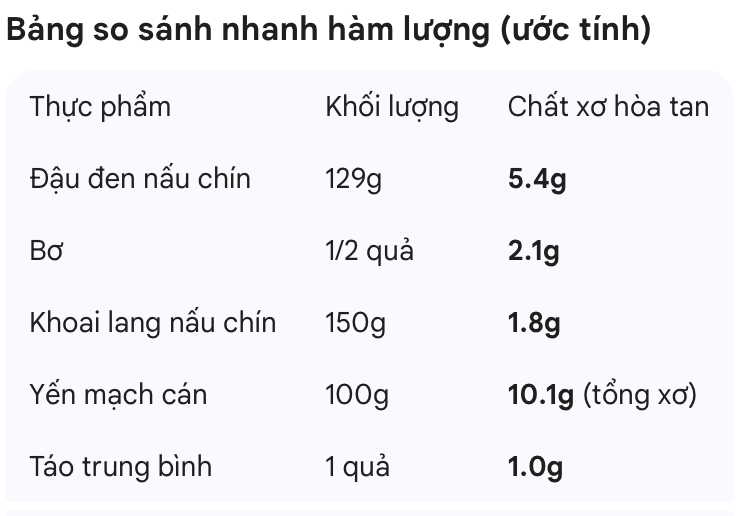 Bảng so sánh nhanh hàm lượng (ước tính)
Thực phẩm Khối lượng Chất xơ hòa tan
Đậu đen nấu chín 129g 5.4g
Bơ 1/2 quả 2.1g
Khoai lang nấu chín 150g 1.8g
Yến mạch cán 100g 10.1g (tổng xơ)
Táo trung bình 1 quả 1.0g